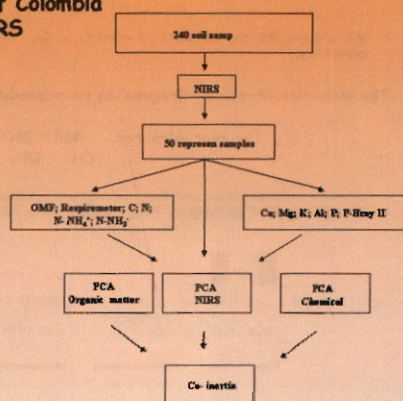 r Colombia
RS
240 soil samp
NIRS
50 represen samples
OMF; Respirometer; C; N;
N-NH₄⁺; N-NH₃⁻
Ca; Mg; K; Al; P; P-Bray II
PCA
Organic matter
PCA
NIRS
PCA
Chemical
Co-inertia